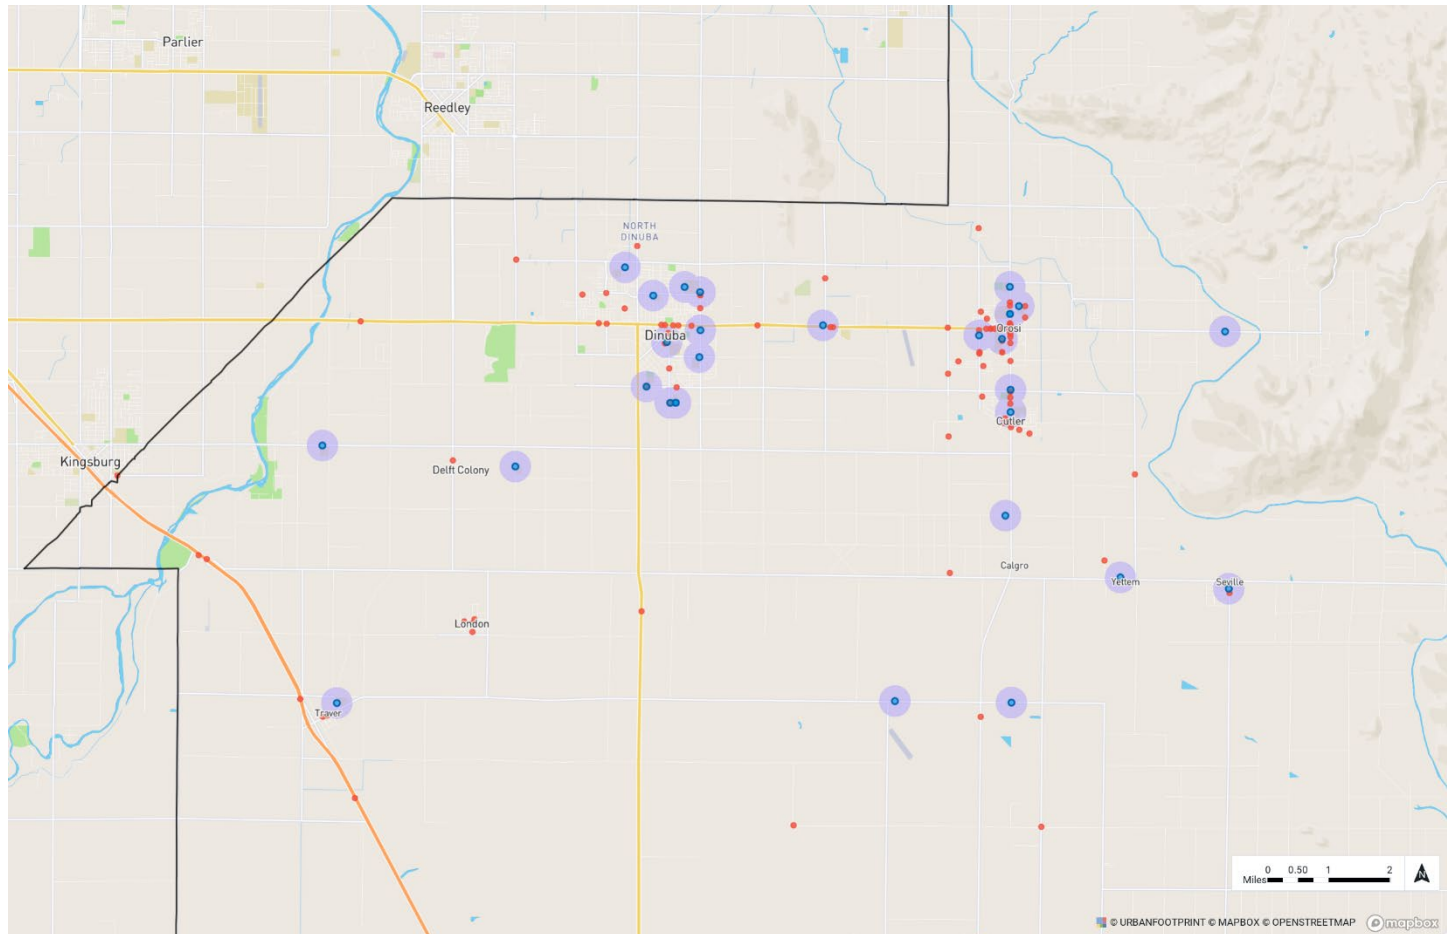 Parlier
Reedley
NORTH
DINUBA
Dinuba
Orosi
Cutler
Kingsburg
Delft Colony
Calgro
Yettem
Seville
London
Traver
0 0.50 1 2
Miles
N
© URBANFOOTPRINT © MAPBOX © OPENSTREETMAP
mapbox